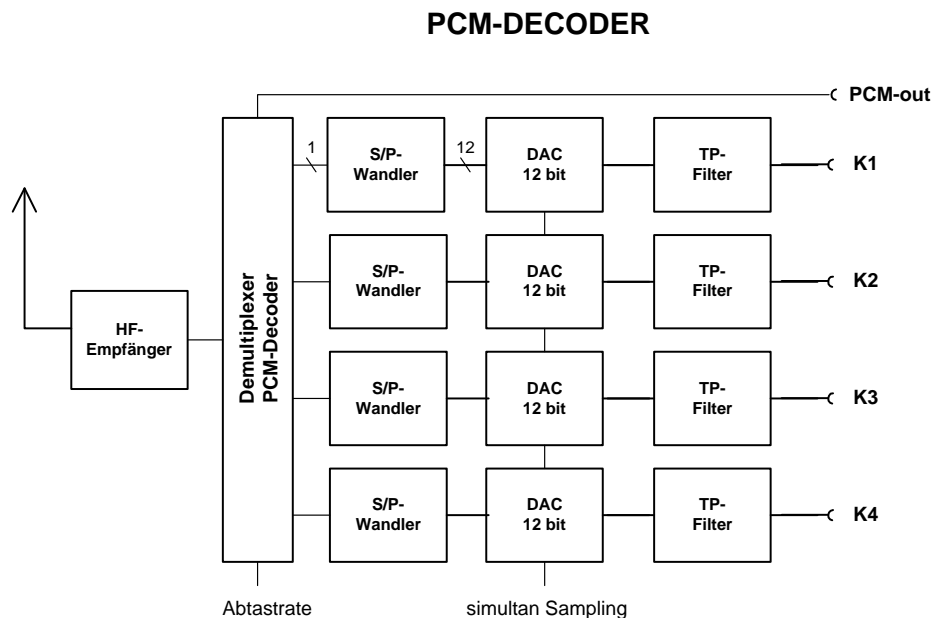 PCM-DECODER
PCM-out
1
S/P-
Wandler
12
DAC
12 bit
TP-
Filter
K1
S/P-
Wandler
DAC
12 bit
TP-
Filter
K2
HF-
Empfänger
Demultiplexer
PCM-Decoder
S/P-
Wandler
DAC
12 bit
TP-
Filter
K3
S/P-
Wandler
DAC
12 bit
TP-
Filter
K4
Abtastrate
simultan Sampling